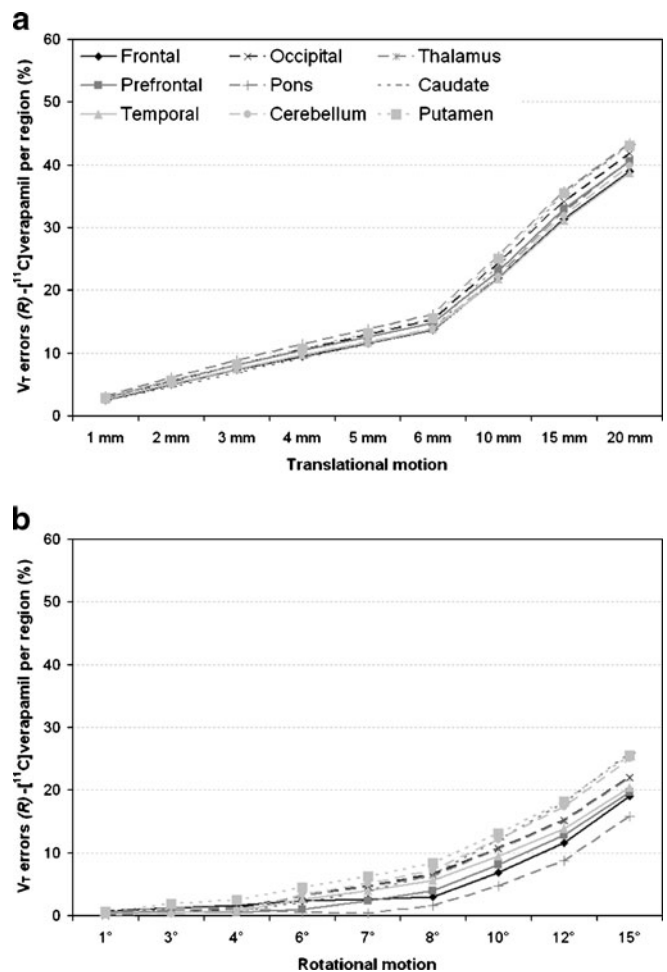 a
60
50
40
30
20
10
0
V_T errors (R)-[¹¹C]verapamil per region (%)
Frontal Occipital Thalamus
Prefrontal Pons Caudate
Temporal Cerebellum Putamen
1 mm 2 mm 3 mm 4 mm 5 mm 6 mm 10 mm 15 mm 20 mm
Translational motion
b
60
50
40
30
20
10
0
V_T errors (R)-[¹¹C]verapamil per region (%)
1° 3° 4° 6° 7° 8° 10° 12° 15°
Rotational motion